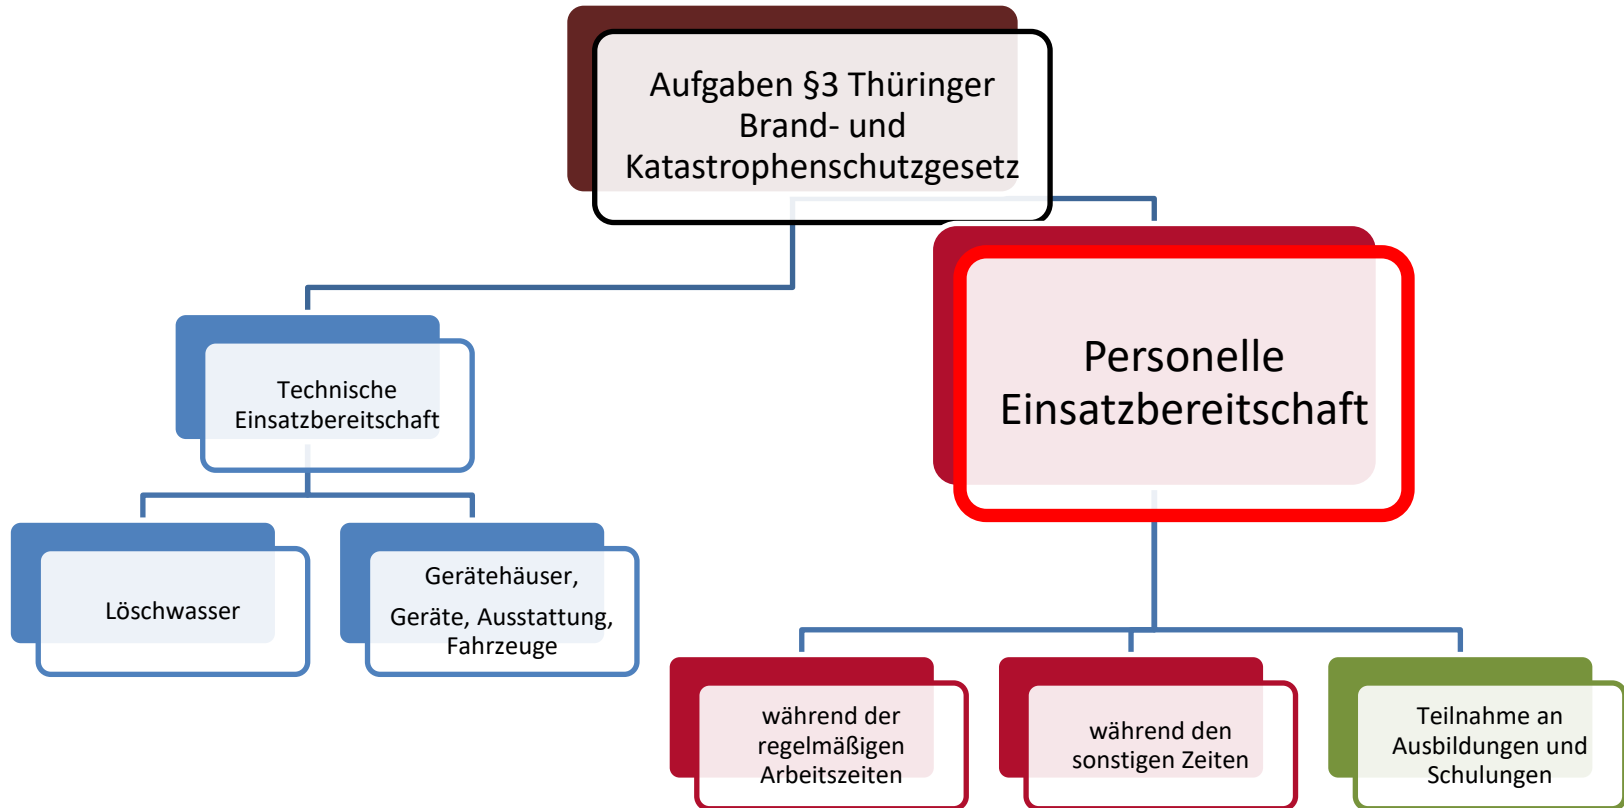 Aufgaben §3 Thüringer
Brand- und
Katastrophenschutzgesetz
Personelle
Einsatzbereitschaft
Technische
Einsatzbereitschaft
Löschwasser
Gerätehäuser,
Geräte, Ausstattung,
Fahrzeuge
während der
regelmäßigen
Arbeitszeiten
während den
sonstigen Zeiten
Teilnahme an
Ausbildungen und
Schulungen